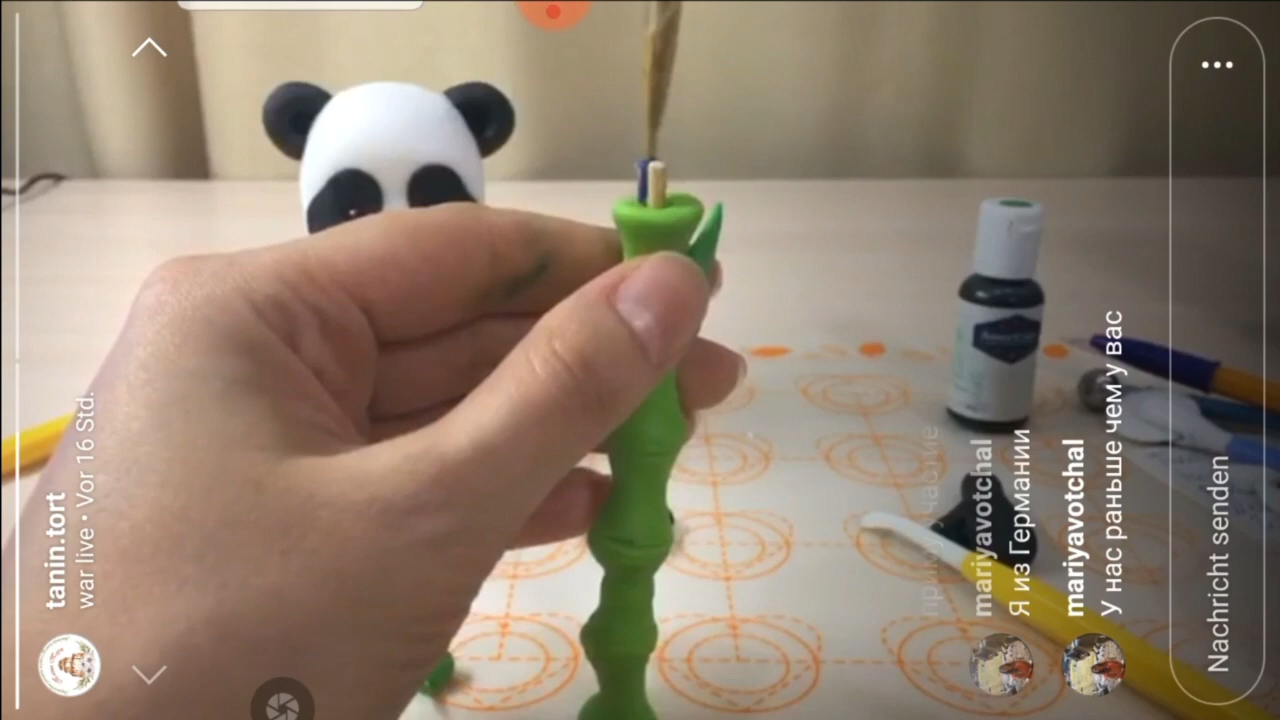 tanin.tort
war live • Vor 16 Std.
mariyavotchal
Я из Германии
mariyavotchal
У нас раньше чем у вас
Nachricht senden